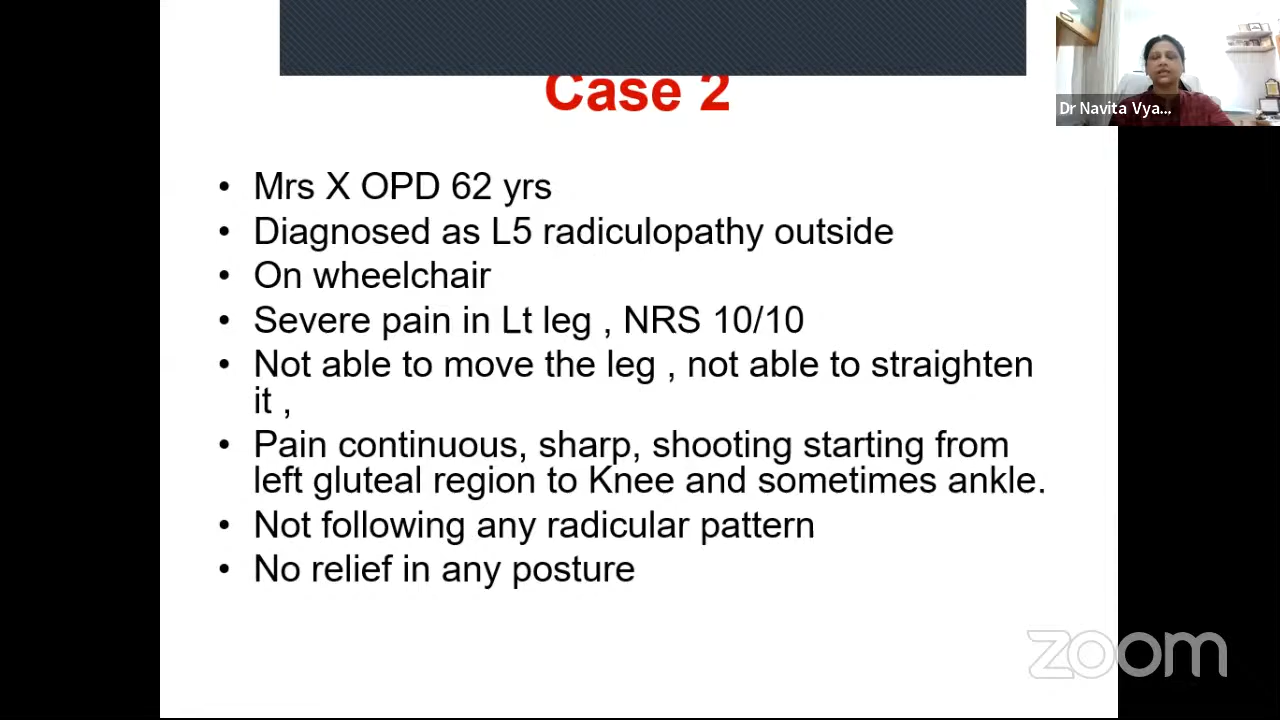 Case 2
Dr Navita Vya...
• Mrs X OPD 62 yrs
• Diagnosed as L5 radiculopathy outside
• On wheelchair
• Severe pain in Lt leg , NRS 10/10
• Not able to move the leg , not able to straighten
it ,
• Pain continuous, sharp, shooting starting from
left gluteal region to Knee and sometimes ankle.
• Not following any radicular pattern
• No relief in any posture
zoom